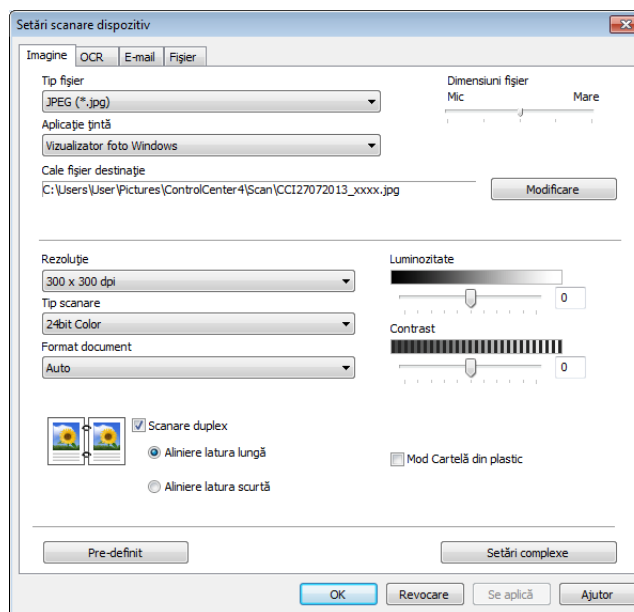 Setări scanare dispozitiv
Imagine OCR E-mail Fişier
Tip fişier
JPEG (*.jpg)
Dimensiuni fişier
Mic Mare
Aplicaţie ţintă
Vizualizator foto Windows
Cale fişier destinaţie
C:\Users\User\Pictures\ControlCenter4\Scan\CCI27072013_xxxx.jpg
Modificare
Rezoluţie
300 x 300 dpi
Tip scanare
24bit Color
Format document
Auto
Luminozitate
0
Contrast
0
Scanare duplex
Aliniere latura lungă
Aliniere latura scurtă
Mod Cartelă din plastic
Pre-definit
Setări complexe
OK Revocare Se aplică Ajutor